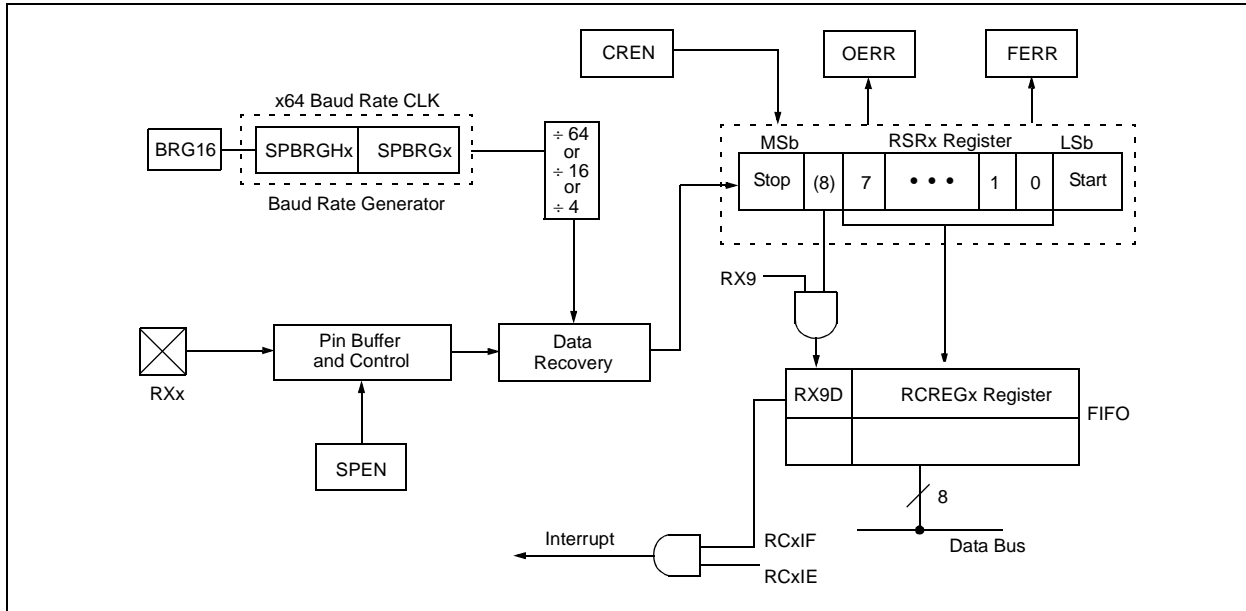 CREN
OERR
FERR
x64 Baud Rate CLK
BRG16
SPBRGHx
SPBRGx
Baud Rate Generator
÷ 64
or
÷ 16
or
÷ 4
MSb
RSRx Register
LSb
Stop
(8)
7
• • •
1
0
Start
RX9
RXx
Pin Buffer
and Control
Data
Recovery
SPEN
RX9D
RCREGx Register
FIFO
8
Data Bus
Interrupt
RCxIF
RCxIE